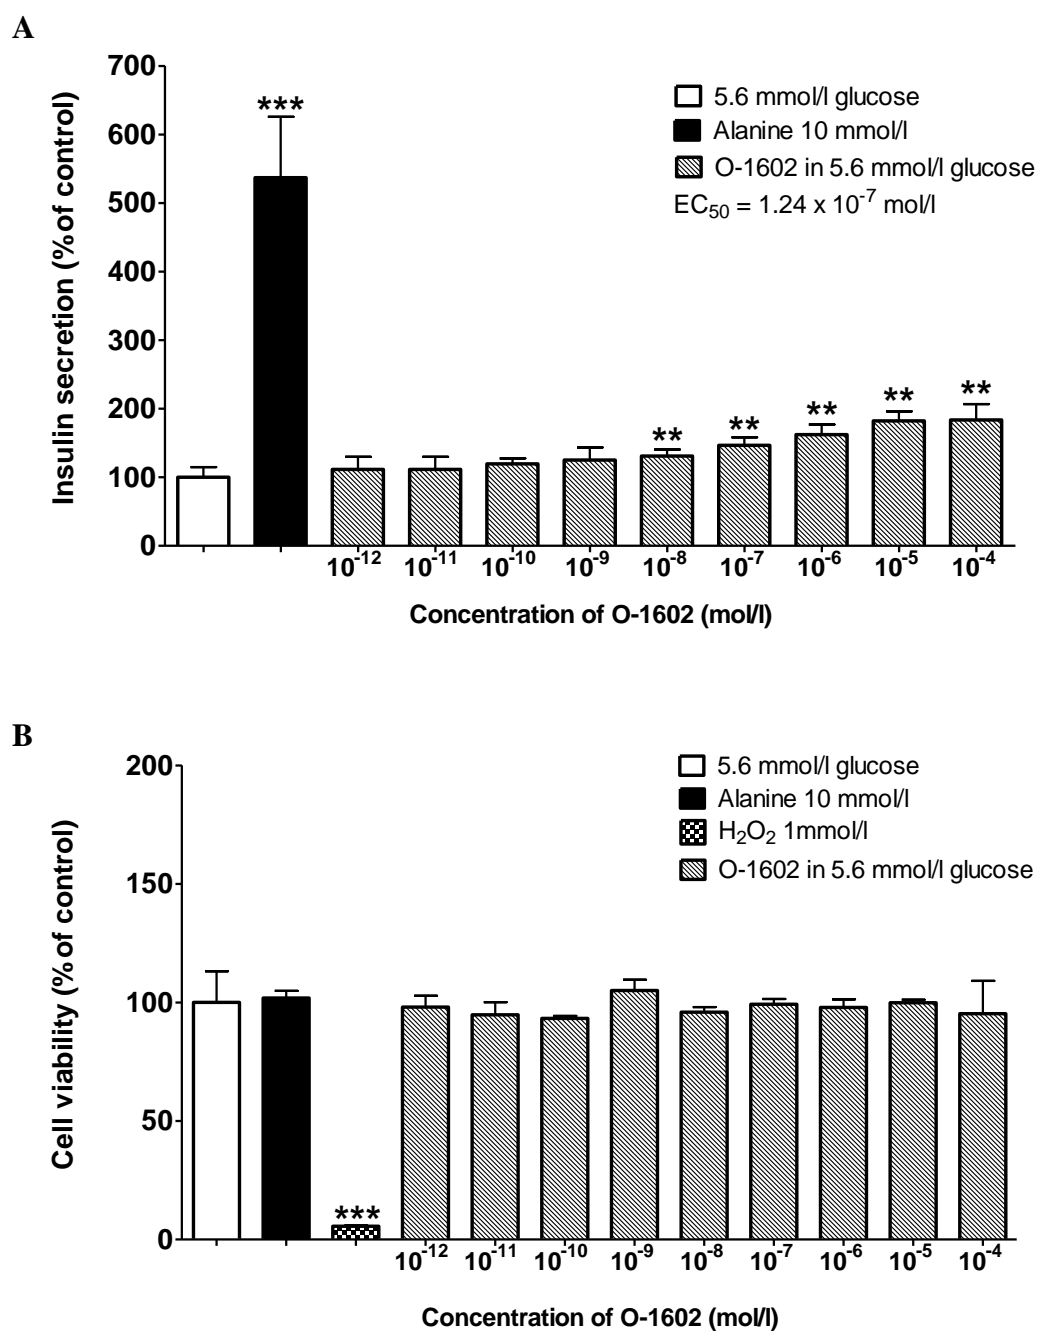 A
700
600
500
400
300
200
100
0
Insulin secretion (% of control)
***
**
**
**
**
**
5.6 mmol/l glucose
Alanine 10 mmol/l
O-1602 in 5.6 mmol/l glucose
EC50 = 1.24 x 10-7 mol/l
10-12 10-11 10-10 10-9 10-8 10-7 10-6 10-5 10-4
Concentration of O-1602 (mol/l)
B
200
150
100
50
0
Cell viability (% of control)
***
5.6 mmol/l glucose
Alanine 10 mmol/l
H2O2 1mmol/l
O-1602 in 5.6 mmol/l glucose
10-12 10-11 10-10 10-9 10-8 10-7 10-6 10-5 10-4
Concentration of O-1602 (mol/l)